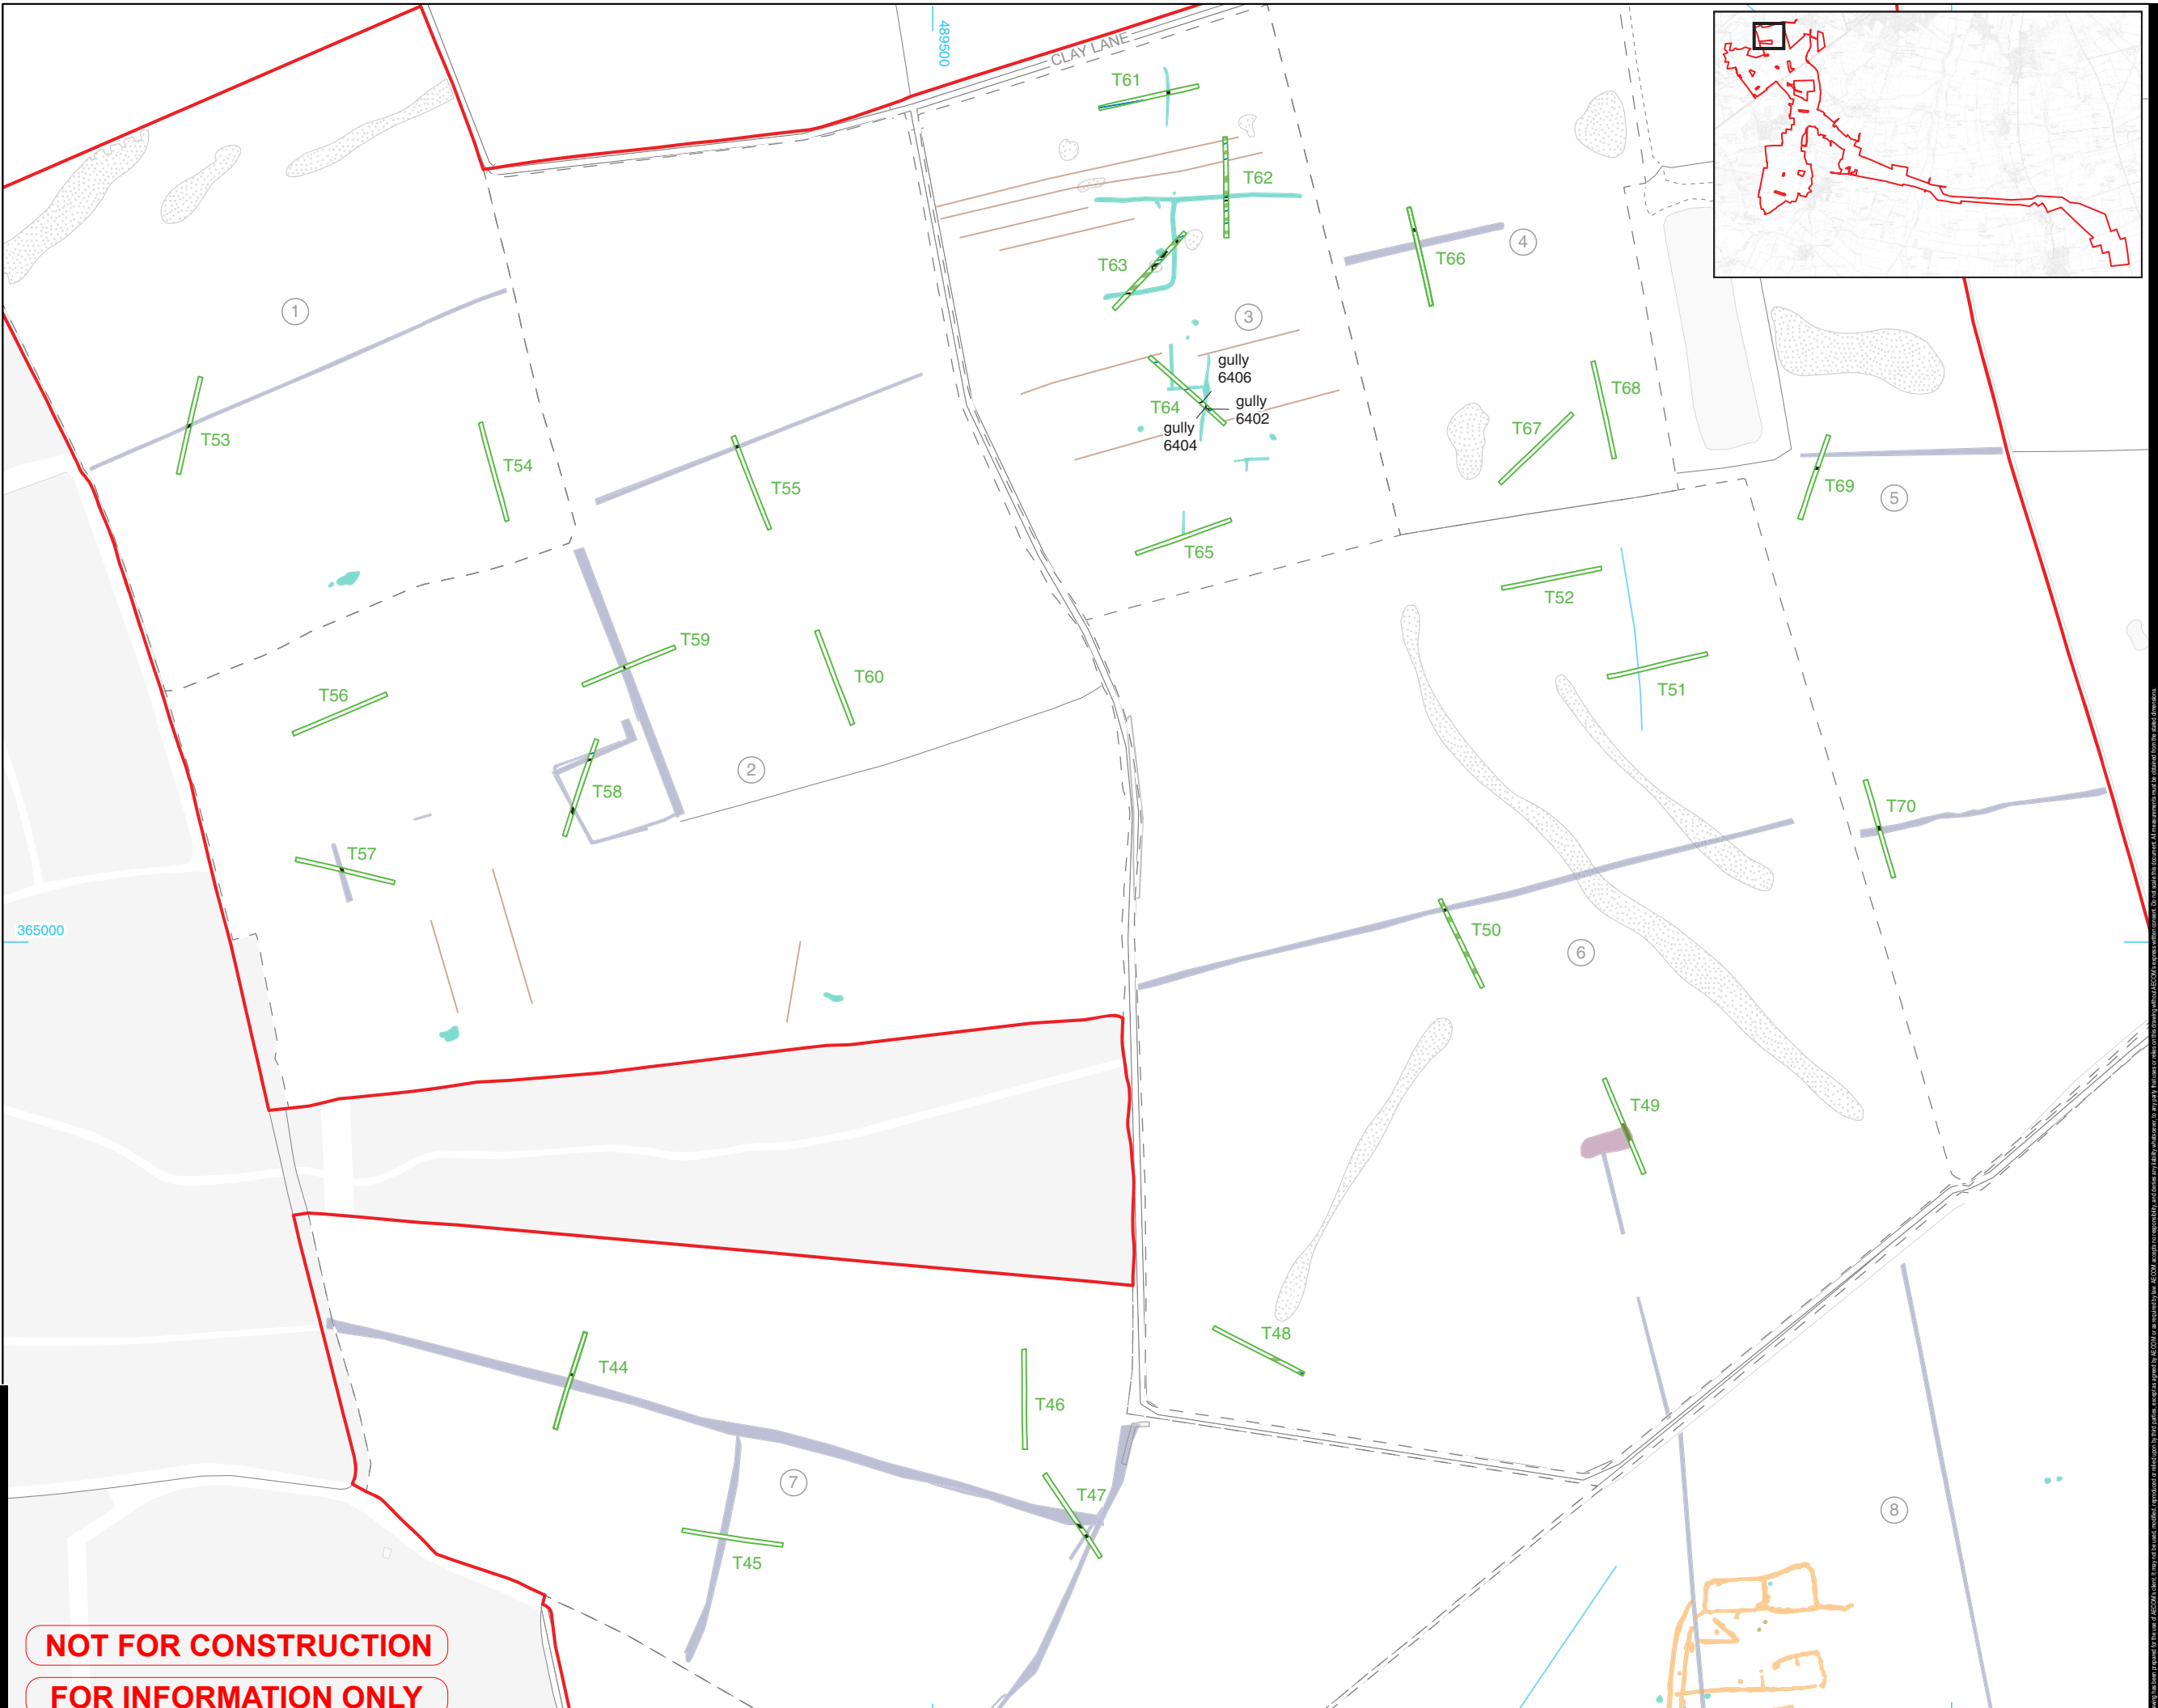 489500
CLAY LANE
T61
T62
T63
T66
4
1
3
gully
6406
T68
T64
gully
6402
T67
gully
6404
T53
T54
T55
T69
5
T65
T52
T59
T51
T56
T60
2
T58
T70
T57
365000
T50
6
T49
T48
T44
T46
7
T47
8
T45
NOT FOR CONSTRUCTION
FOR INFORMATION ONLY